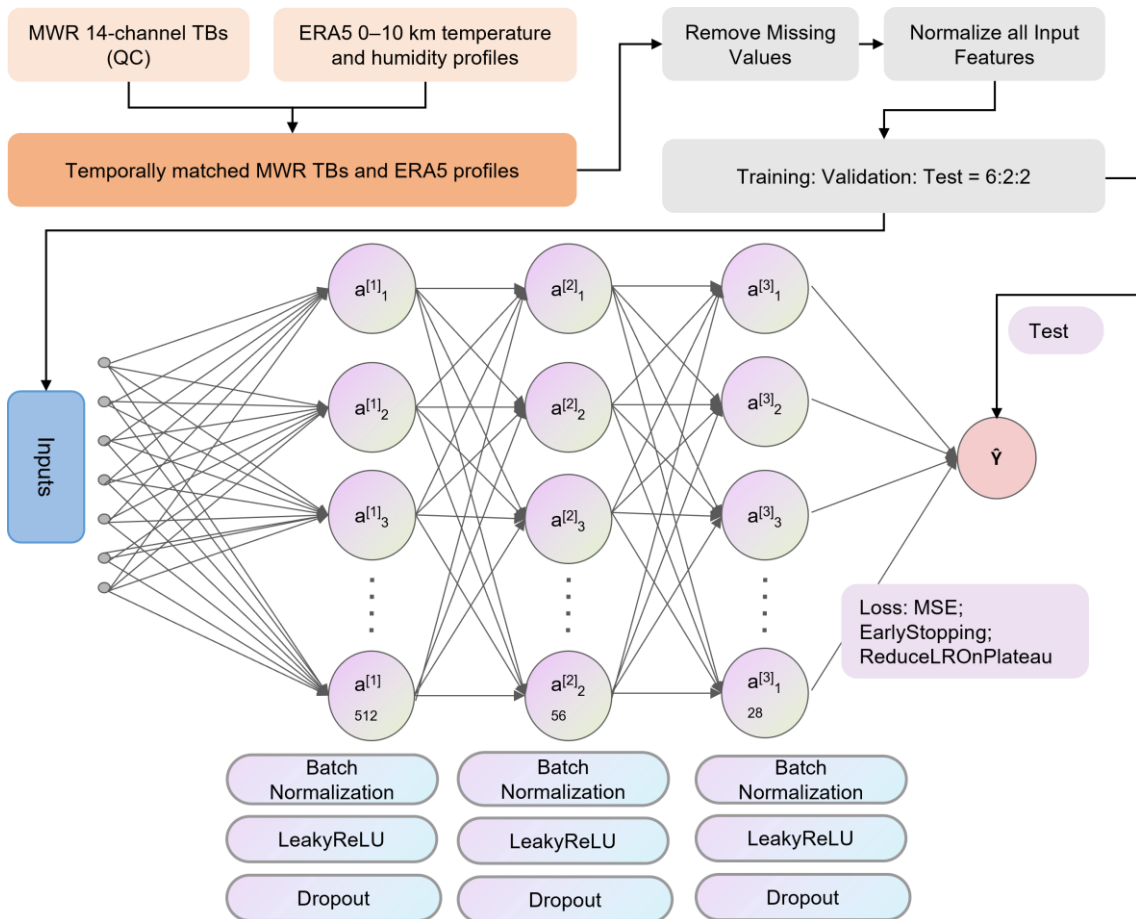 MWR 14-channel TBs
(QC)
ERA5 0–10 km temperature
and humidity profiles
Remove Missing
Values
Normalize all Input
Features
Temporally matched MWR TBs and ERA5 profiles
Training: Validation: Test = 6:2:2
Inputs
a[1]1
a[2]1
a[3]1
a[1]2
a[2]2
a[3]2
a[1]3
a[2]3
a[3]3
a[1]
512
a[2]2
56
a[3]1
28
Test
Ŷ
Loss: MSE;
EarlyStopping;
ReduceLROnPlateau
Batch
Normalization
LeakyReLU
Dropout
Batch
Normalization
LeakyReLU
Dropout
Batch
Normalization
LeakyReLU
Dropout